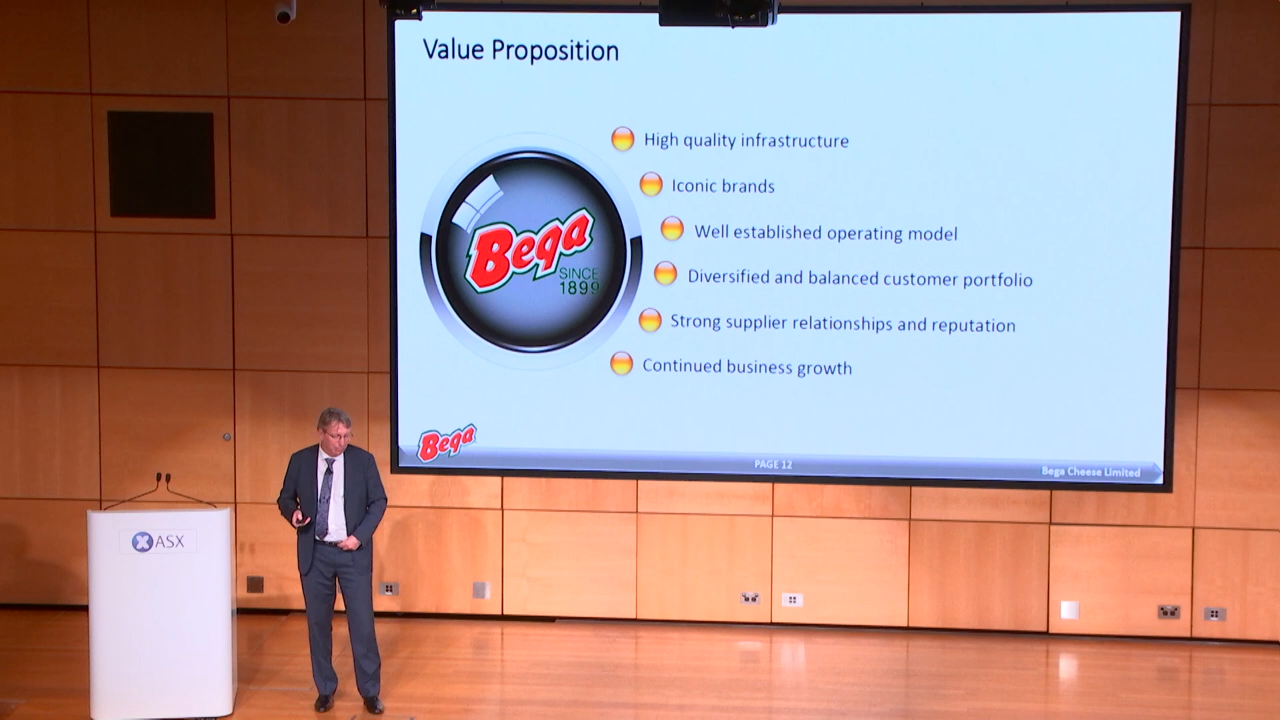 Value Proposition
High quality infrastructure
Iconic brands
Well established operating model
Diversified and balanced customer portfolio
Strong supplier relationships and reputation
Continued business growth
Bega
SINCE
1899
Bega
PAGE 12
Bega Cheese Limited
X ASX